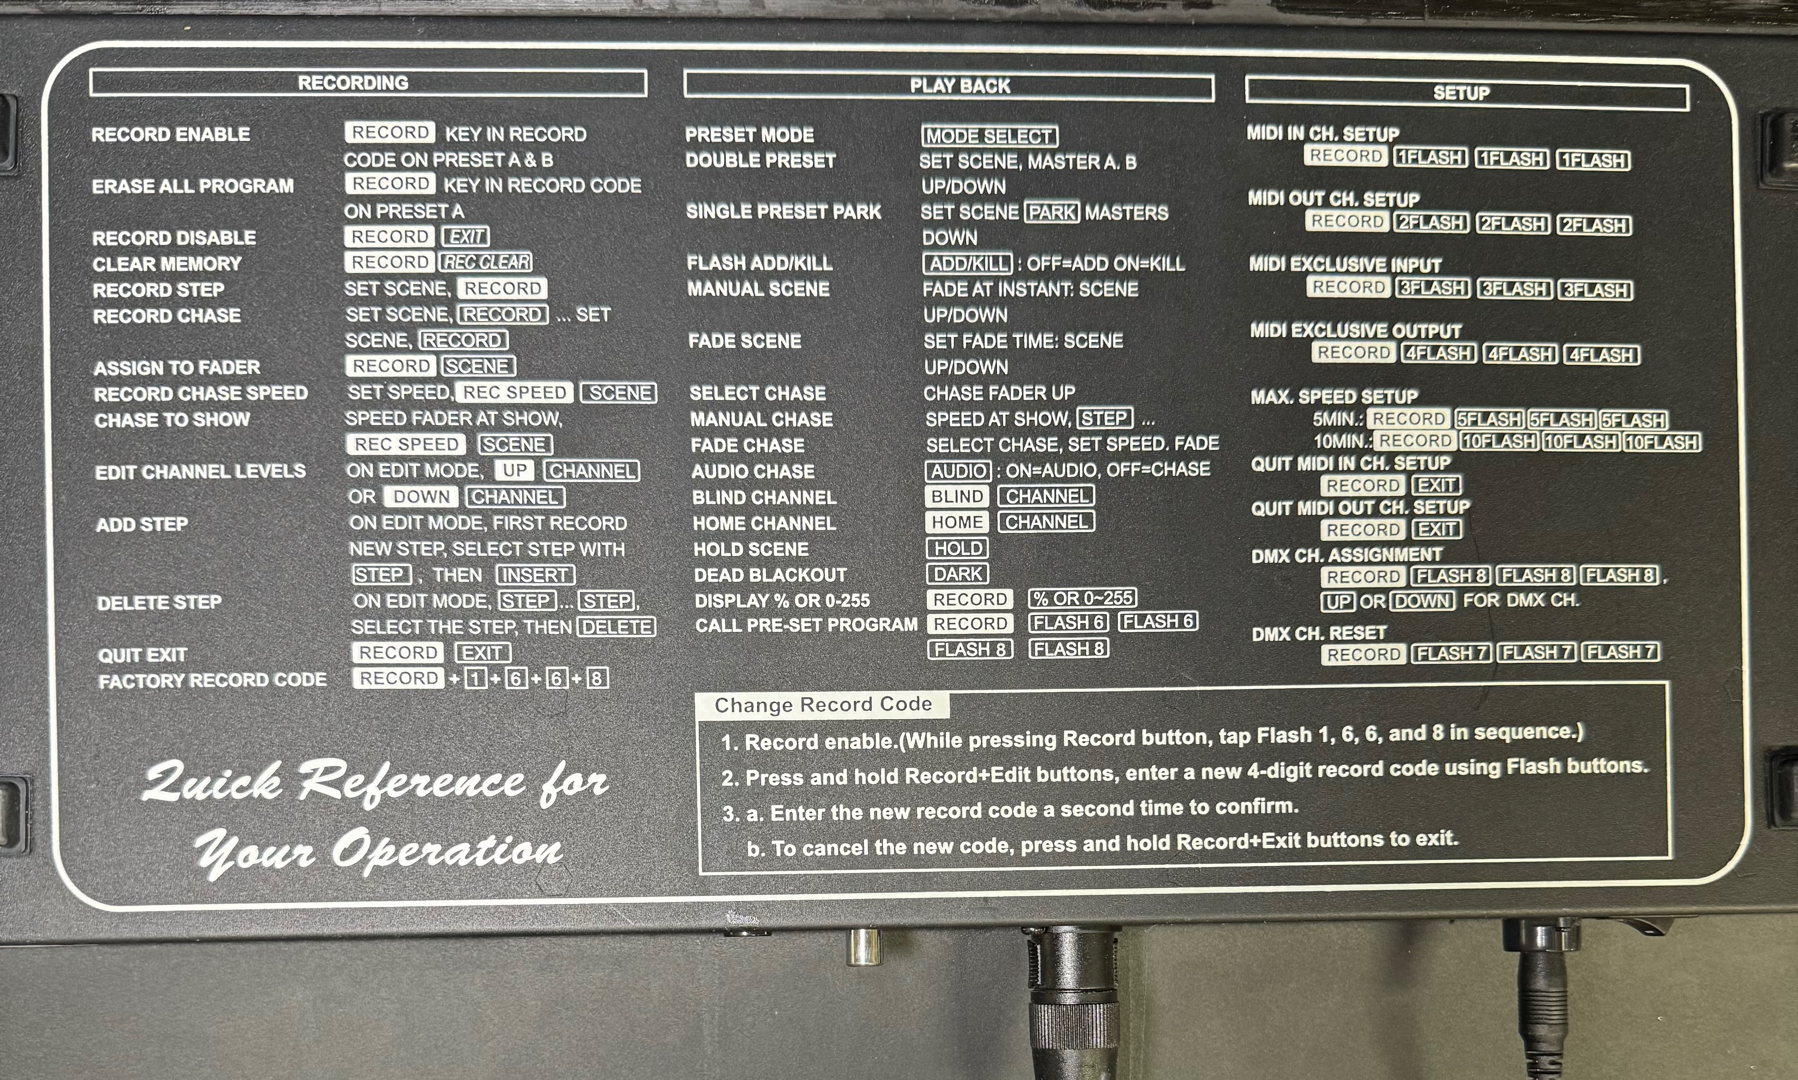 RECORDING
RECORD ENABLE RECORD KEY IN RECORD
CODE ON PRESET A & B
ERASE ALL PROGRAM RECORD KEY IN RECORD CODE
ON PRESET A
RECORD DISABLE RECORD EXIT
CLEAR MEMORY RECORD REC CLEAR
RECORD STEP SET SCENE, RECORD
RECORD CHASE SET SCENE, RECORD ... SET
SCENE, RECORD
ASSIGN TO FADER RECORD SCENE
RECORD CHASE SPEED SET SPEED, REC SPEED SCENE
CHASE TO SHOW SPEED FADER AT SHOW,
REC SPEED SCENE
EDIT CHANNEL LEVELS ON EDIT MODE, UP CHANNEL
OR DOWN CHANNEL
ADD STEP ON EDIT MODE, FIRST RECORD
NEW STEP, SELECT STEP WITH
STEP , THEN INSERT
DELETE STEP ON EDIT MODE, STEP ... STEP,
SELECT THE STEP, THEN DELETE
QUIT EXIT RECORD EXIT
FACTORY RECORD CODE RECORD + 1 + 6 + 6 + 8
Quick Reference for
Your Operation
PLAY BACK
PRESET MODE MODE SELECT
DOUBLE PRESET SET SCENE, MASTER A. B
UP/DOWN
SINGLE PRESET PARK SET SCENE PARK MASTERS
DOWN
FLASH ADD/KILL ADD/KILL : OFF=ADD ON=KILL
MANUAL SCENE FADE AT INSTANT: SCENE
UP/DOWN
FADE SCENE SET FADE TIME: SCENE
UP/DOWN
SELECT CHASE CHASE FADER UP
MANUAL CHASE SPEED AT SHOW, STEP ...
FADE CHASE SELECT CHASE, SET SPEED. FADE
AUDIO CHASE AUDIO : ON=AUDIO, OFF=CHASE
BLIND CHANNEL BLIND CHANNEL
HOME CHANNEL HOME CHANNEL
HOLD SCENE HOLD
DEAD BLACKOUT DARK
DISPLAY % OR 0-255 RECORD % OR 0~255
CALL PRE-SET PROGRAM RECORD FLASH 6 FLASH 6
FLASH 8 FLASH 8
SETUP
MIDI IN CH. SETUP
RECORD 1FLASH 1FLASH 1FLASH
MIDI OUT CH. SETUP
RECORD 2FLASH 2FLASH 2FLASH
MIDI EXCLUSIVE INPUT
RECORD 3FLASH 3FLASH 3FLASH
MIDI EXCLUSIVE OUTPUT
RECORD 4FLASH 4FLASH 4FLASH
MAX. SPEED SETUP
5MIN.: RECORD 5FLASH 5FLASH 5FLASH
10MIN.: RECORD 10FLASH 10FLASH 10FLASH
QUIT MIDI IN CH. SETUP
RECORD EXIT
QUIT MIDI OUT CH. SETUP
RECORD EXIT
DMX CH. ASSIGNMENT
RECORD FLASH 8 FLASH 8 FLASH 8 ,
UP OR DOWN FOR DMX CH.
DMX CH. RESET
RECORD FLASH 7 FLASH 7 FLASH 7
Change Record Code
1. Record enable.(While pressing Record button, tap Flash 1, 6, 6, and 8 in sequence.)
2. Press and hold Record+Edit buttons, enter a new 4-digit record code using Flash buttons.
3. a. Enter the new record code a second time to confirm.
b. To cancel the new code, press and hold Record+Exit buttons to exit.